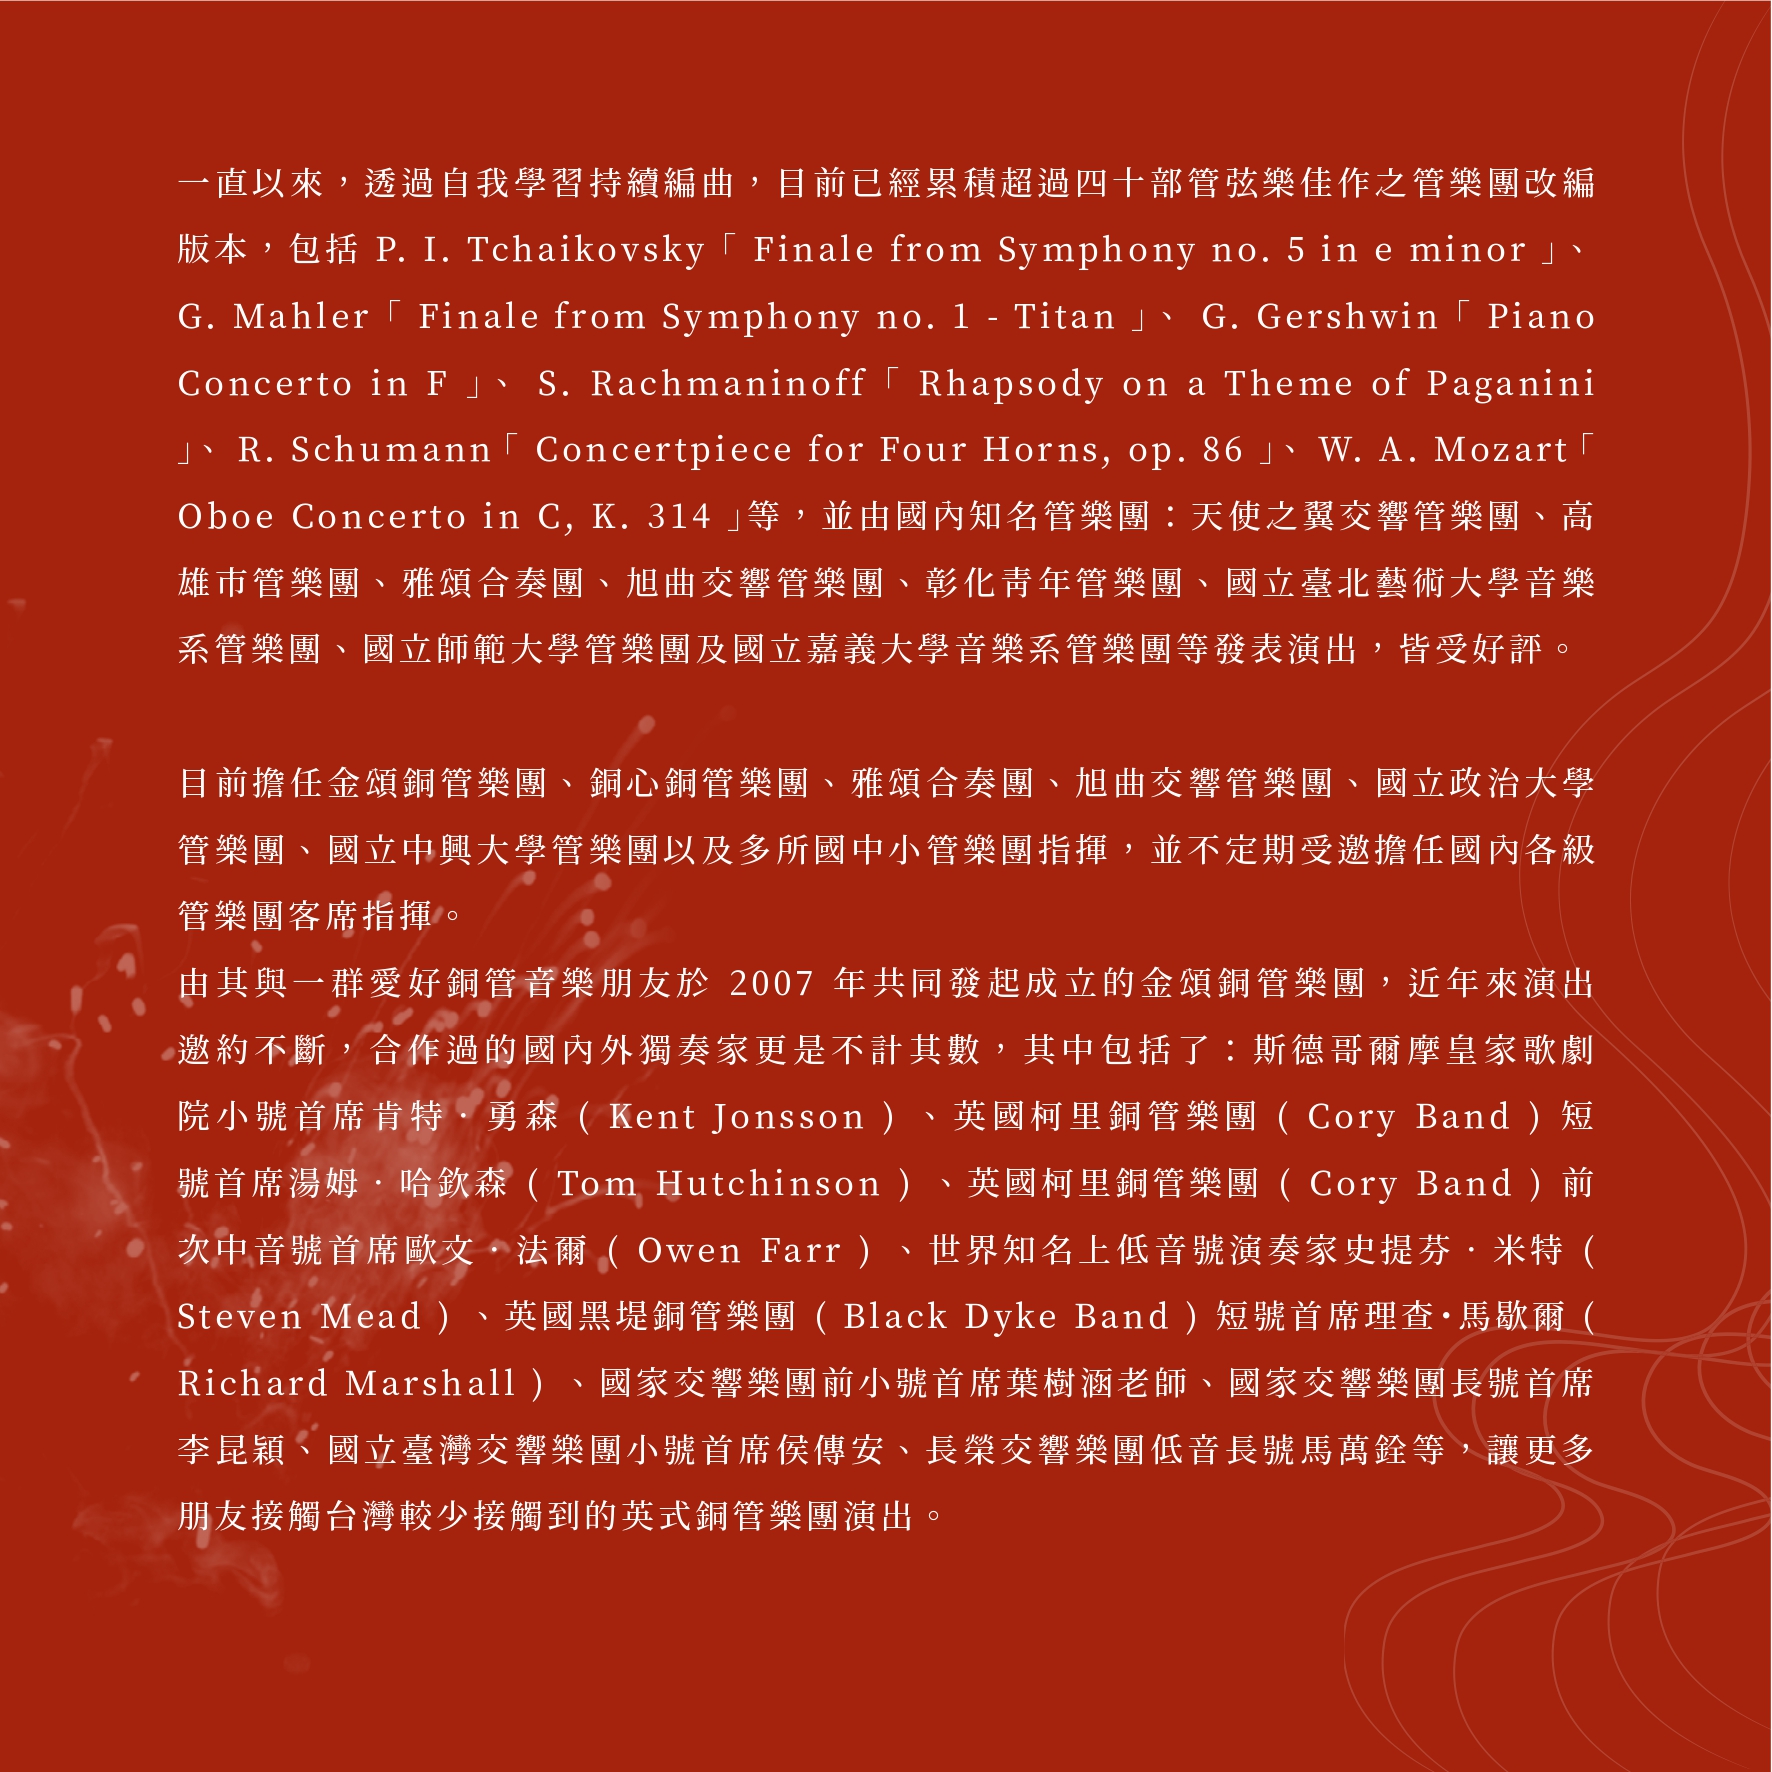 一直以來，透過自我學習持續編曲，目前已經累積超過四十部管弦樂佳作之管樂團改編
版本，包括 P. I. Tchaikovsky「 Finale from Symphony no. 5 in e minor 」、
G. Mahler「 Finale from Symphony no. 1 - Titan 」、 G. Gershwin「 Piano
Concerto in F 」、 S. Rachmaninoff「 Rhapsody on a Theme of Paganini
」、 R. Schumann「 Concertpiece for Four Horns, op. 86 」、 W. A. Mozart「
Oboe Concerto in C, K. 314 」等，並由國內知名管樂團：天使之翼交響管樂團、高
雄市管樂團、雅頌合奏團、旭曲交響管樂團、彰化青年管樂團、國立臺北藝術大學音樂
系管樂團、國立師範大學管樂團及國立嘉義大學音樂系管樂團等發表演出，皆受好評。
目前擔任金頌銅管樂團、銅心銅管樂團、雅頌合奏團、旭曲交響管樂團、國立政治大學
管樂團、國立中興大學管樂團以及多所國中小管樂團指揮，並不定期受邀擔任國內各級
管樂團客席指揮。
由其與一群愛好銅管音樂朋友於 2007 年共同發起成立的金頌銅管樂團，近年來演出
邀約不斷，合作過的國內外獨奏家更是不計其數，其中包括了：斯德哥爾摩皇家歌劇
院小號首席肯特．勇森 ( Kent Jonsson ) 、英國柯里銅管樂團 ( Cory Band ) 短
號首席湯姆．哈欽森 ( Tom Hutchinson ) 、英國柯里銅管樂團 ( Cory Band ) 前
次中音號首席歐文．法爾 ( Owen Farr ) 、世界知名上低音號演奏家史提芬．米特 (
Steven Mead ) 、英國黑堤銅管樂團 ( Black Dyke Band ) 短號首席理查•馬歇爾 (
Richard Marshall ) 、國家交響樂團前小號首席葉樹涵老師、國家交響樂團長號首席
李昆穎、國立臺灣交響樂團小號首席侯傳安、長榮交響樂團低音長號馬萬銓等，讓更多
朋友接觸台灣較少接觸到的英式銅管樂團演出。